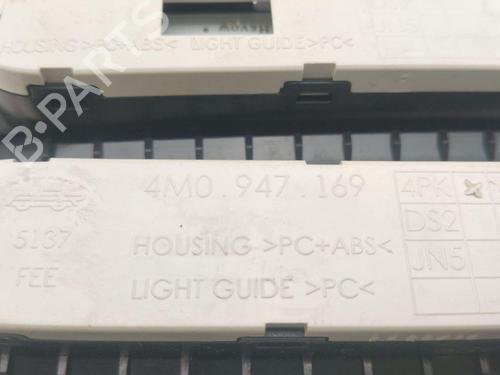 HOUSING >PC+ABS< LIGHT GUIDE >PC<
B-PARTS
4M0.947.169
4PK
DS2
JN5
5137
FEE
HOUSING >PC+ABS<
LIGHT GUIDE >PC<